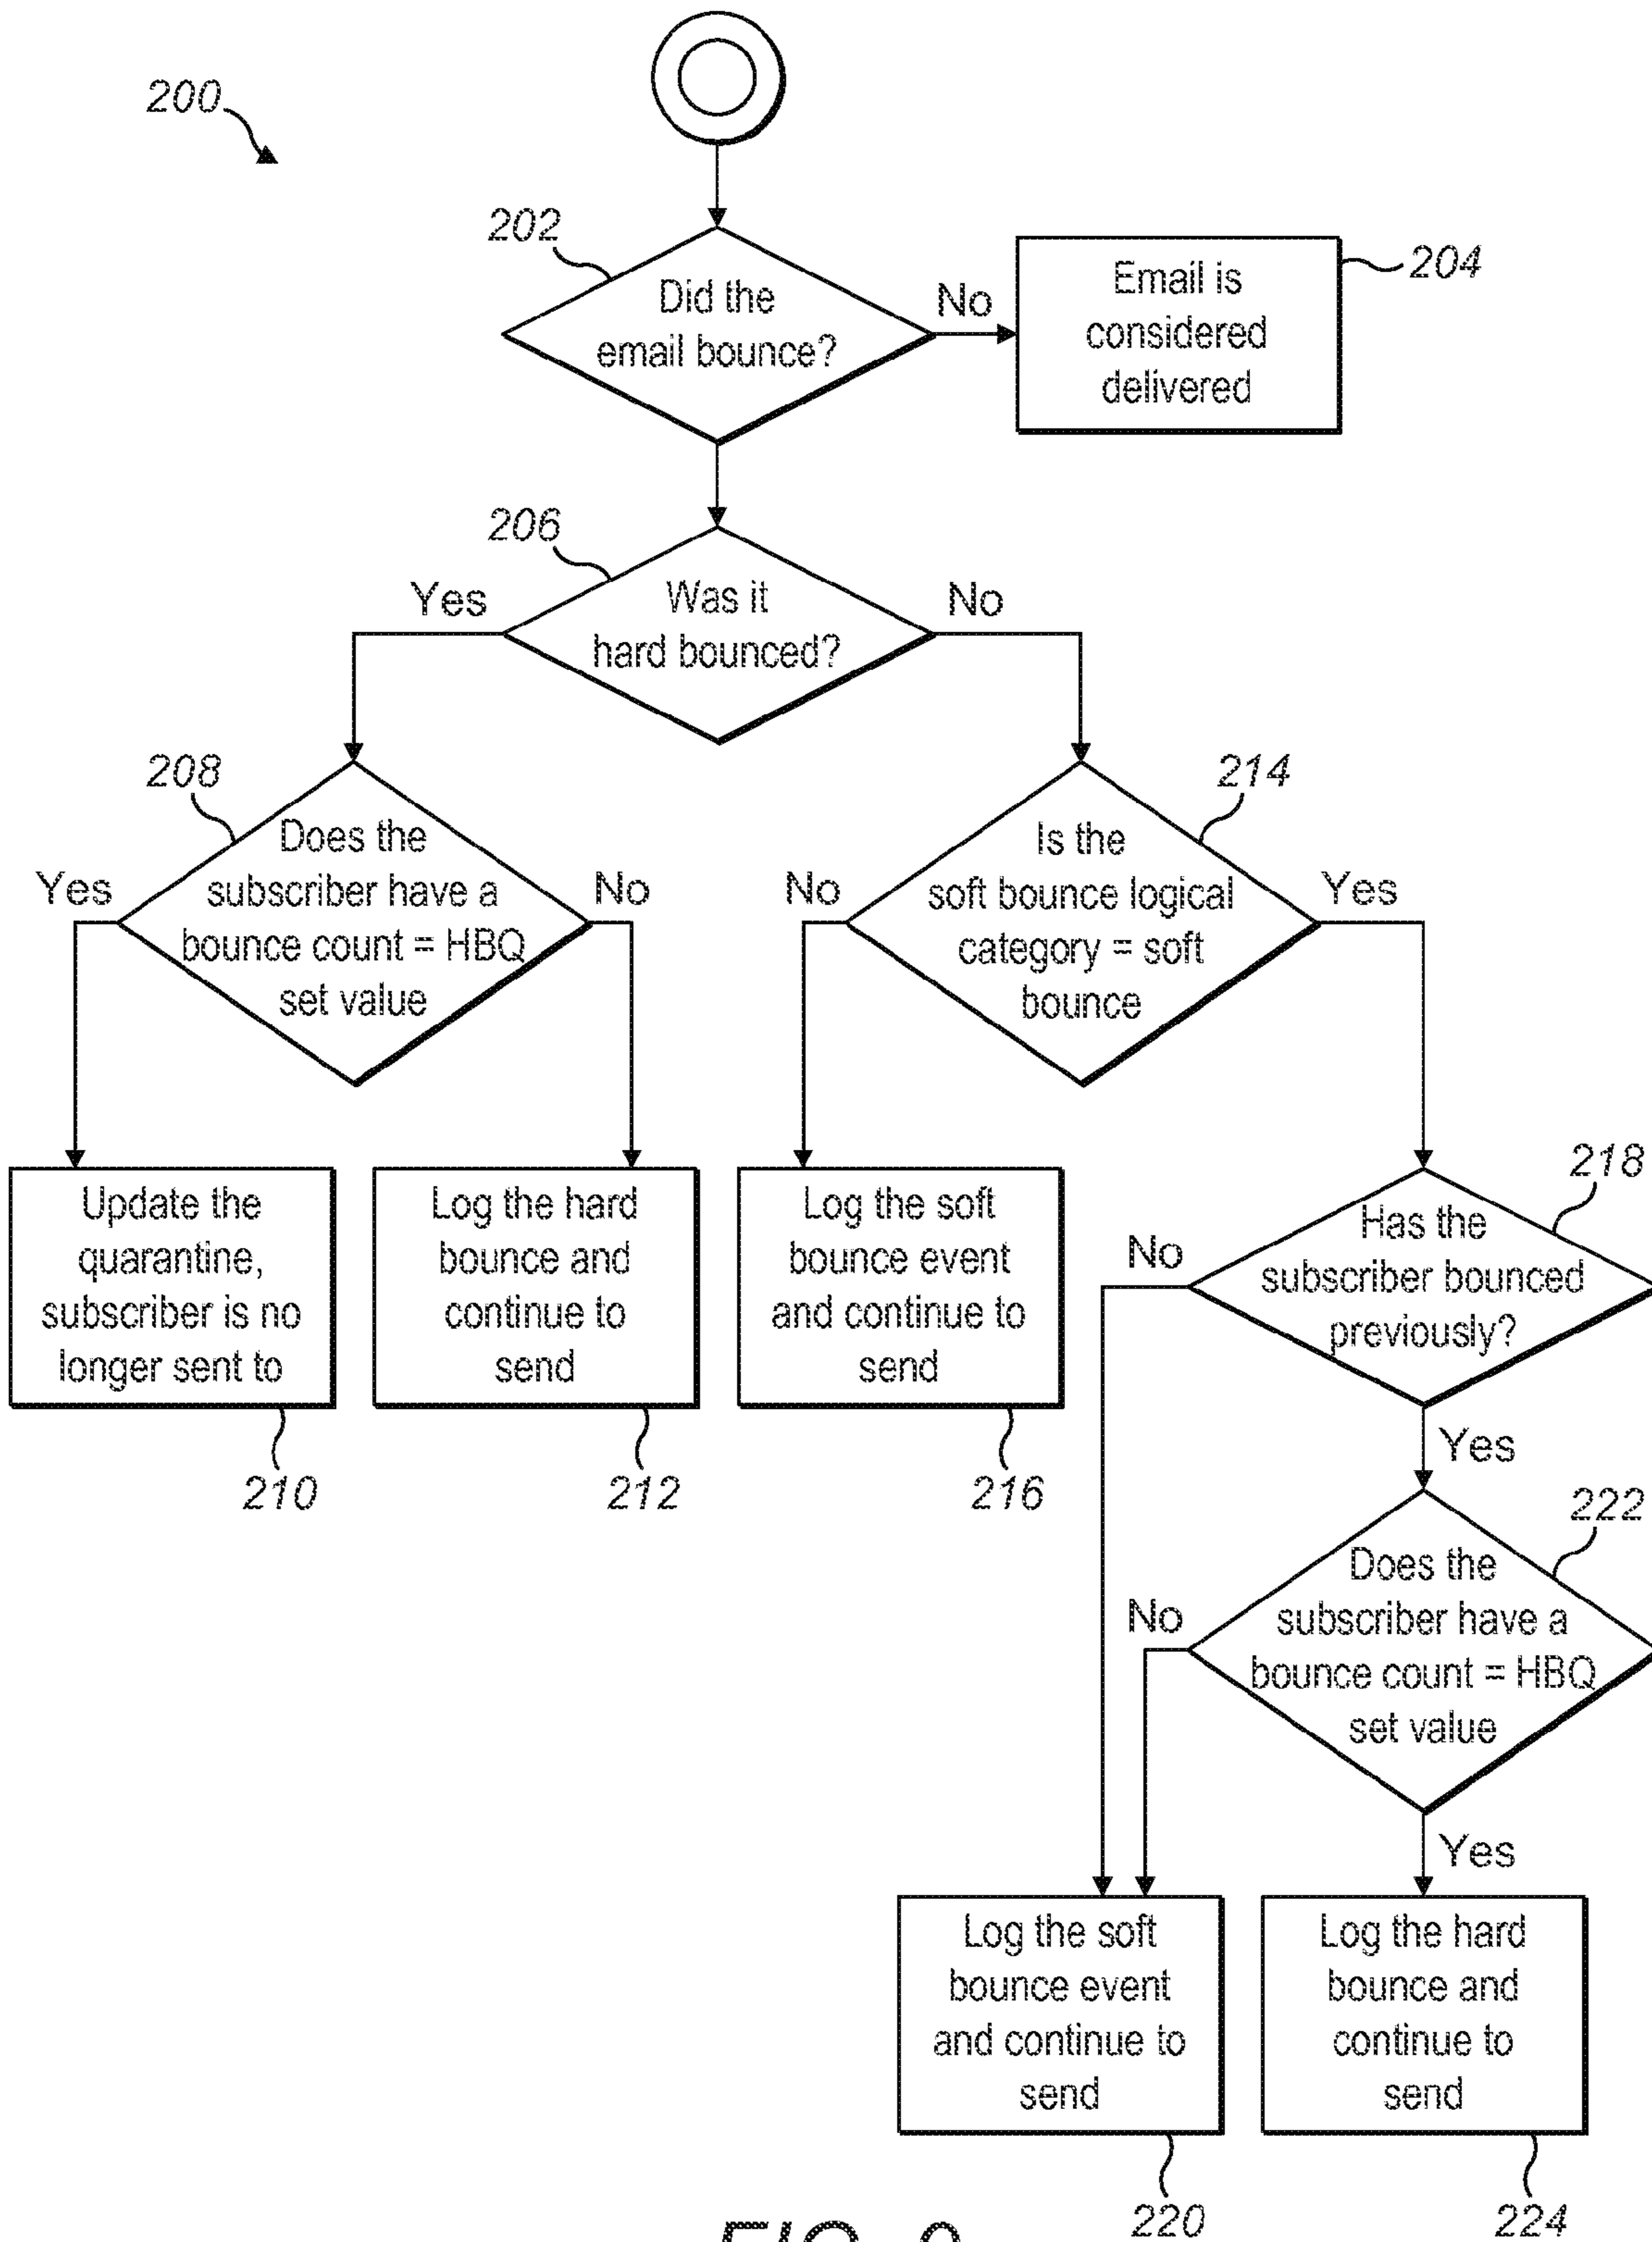 200
202
Did the
email bounce?
No
Email is
considered
delivered
204
206
Was it
hard bounced?
Yes
No
208
Does the
subscriber have a
bounce count = HBQ
set value
Yes
No
214
Is the
soft bounce logical
category = soft
bounce
No
Yes
Update the
quarantine,
subscriber is no
longer sent to
210
Log the hard
bounce and
continue to
send
212
Log the soft
bounce event
and continue to
send
216
218
Has the
subscriber bounced
previously?
No
Yes
222
Does the
subscriber have a
bounce count = HBQ
set value
No
Yes
Log the soft
bounce event
and continue to
send
220
Log the hard
bounce and
continue to
send
224
FIG.